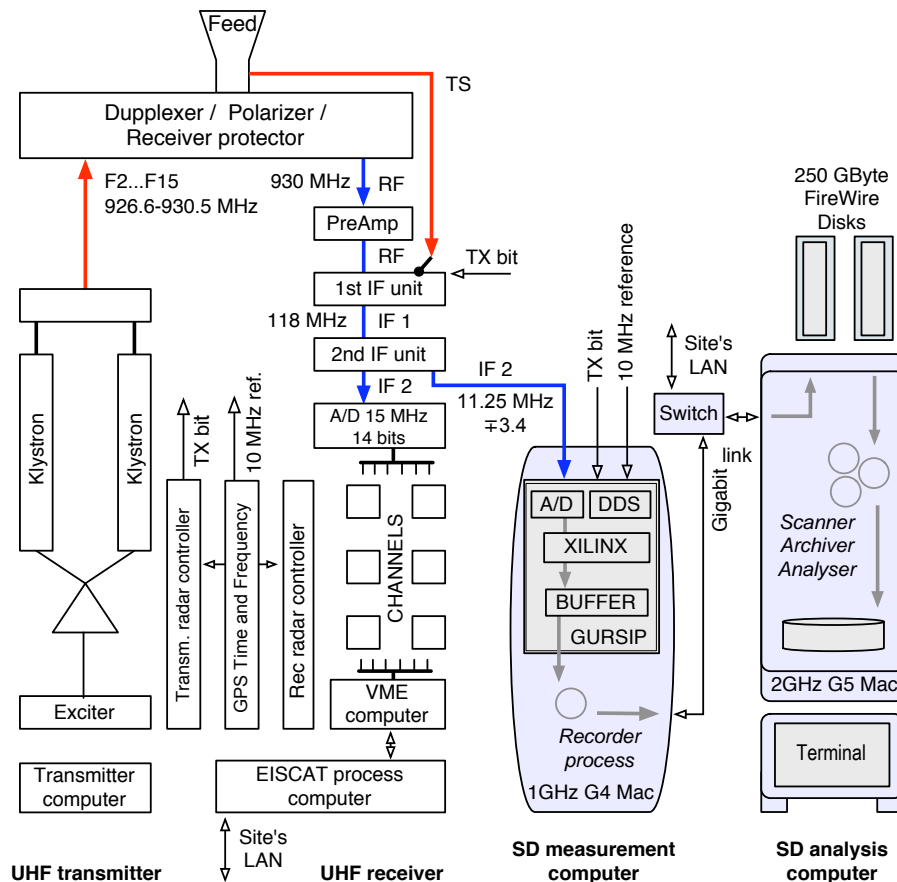 Feed
TS
Dupplexer / Polarizer /
Receiver protector
F2...F15
926.6-930.5 MHz
930 MHz
RF
PreAmp
RF
TX bit
1st IF unit
118 MHz
IF 1
2nd IF unit
IF 2
IF 2
11.25 MHz
∓3.4
A/D 15 MHz
14 bits
TX bit
10 MHz reference
Site's
LAN
Switch
Gigabit
link
250 GByte
FireWire
Disks
Klystron
Klystron
TX bit
10 MHz ref.
Transm. radar controller
GPS Time and Frequency
Rec radar controller
CHANNELS
A/D
DDS
XILINX
BUFFER
GURSIP
Recorder
process
1GHz G4 Mac
Scanner
Archiver
Analyser
2GHz G5 Mac
Terminal
Exciter
VME
computer
Transmitter
computer
EISCAT process
computer
Site's
LAN
UHF transmitter
UHF receiver
SD measurement
computer
SD analysis
computer